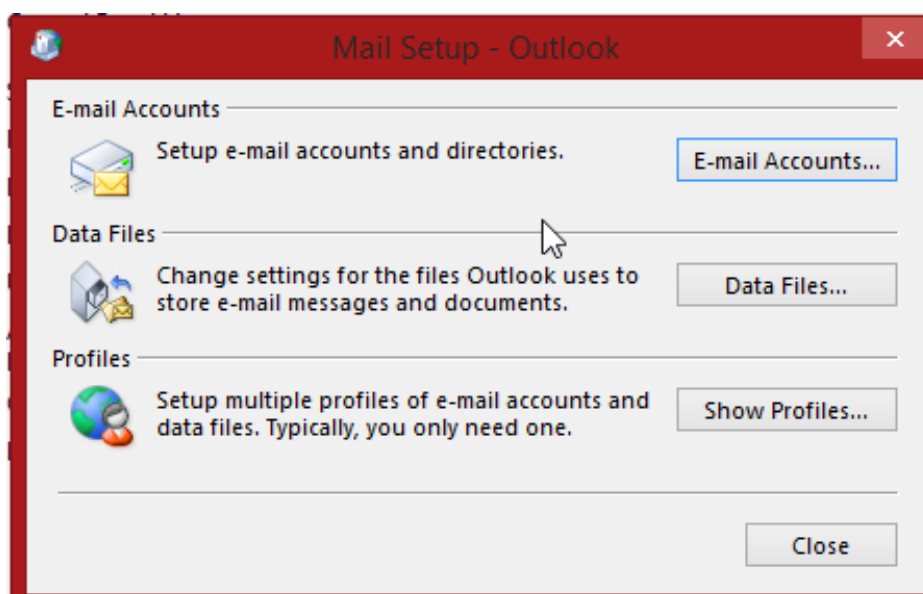 Mail Setup - Outlook
E-mail Accounts
Setup e-mail accounts and directories.
E-mail Accounts...
Data Files
Change settings for the files Outlook uses to
store e-mail messages and documents.
Data Files...
Profiles
Setup multiple profiles of e-mail accounts and
data files. Typically, you only need one.
Show Profiles...
Close